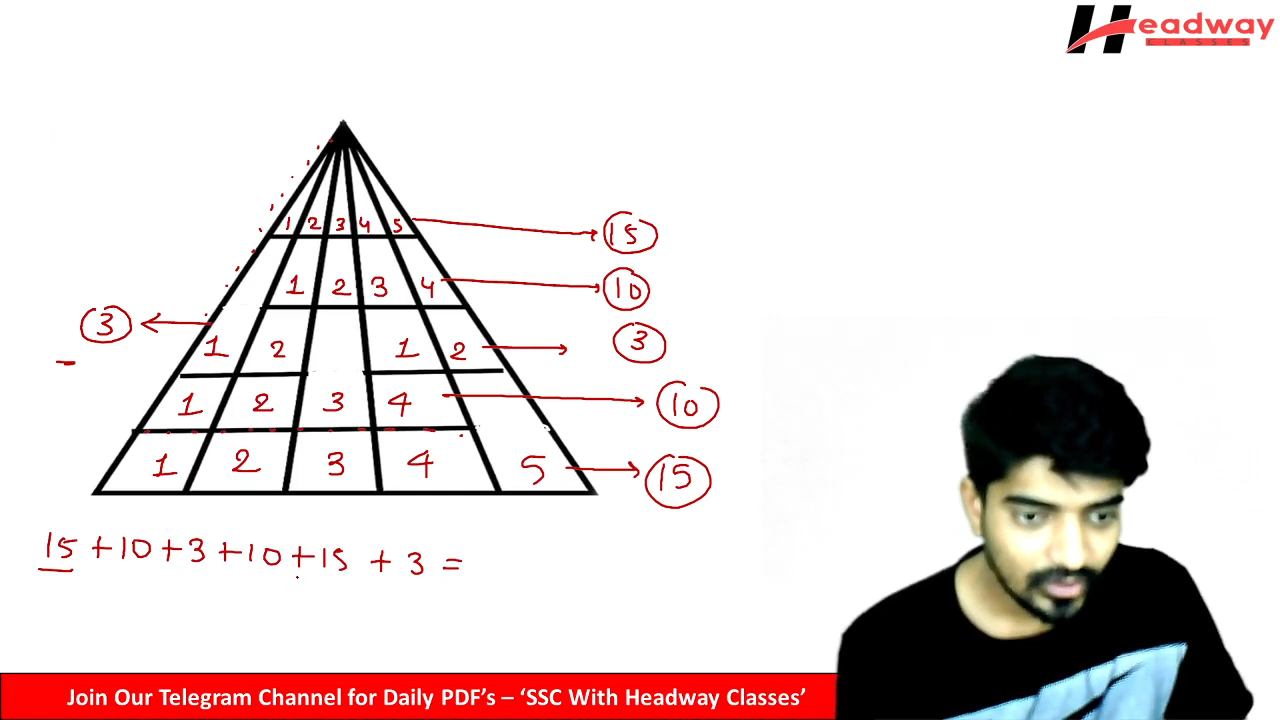 Headway
CLASSES
1 2 3 4 5 15
1 2 3 4 10
3 1 2 1 2 3
1 2 3 4 10
1 2 3 4 5 15
15 + 10 + 3 + 10 + 15 + 3 =
Join Our Telegram Channel for Daily PDF's – 'SSC With Headway Classes'